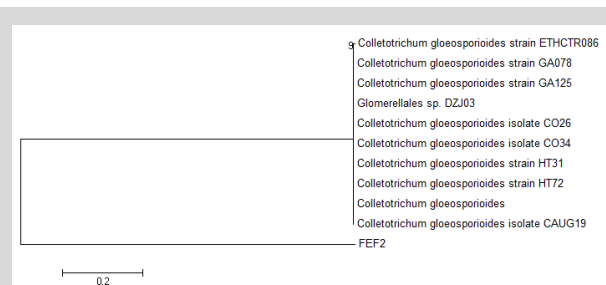 9 Colletotrichum gloeosporioides strain ETHCTR086
Colletotrichum gloeosporioides strain GA078
Colletotrichum gloeosporioides strain GA125
Glomerellales sp. DZJ03
Colletotrichum gloeosporioides isolate CO26
Colletotrichum gloeosporioides isolate CO34
Colletotrichum gloeosporioides strain HT31
Colletotrichum gloeosporioides strain HT72
Colletotrichum gloeosporioides
Colletotrichum gloeosporioides isolate CAUG19
FEF2
0.2